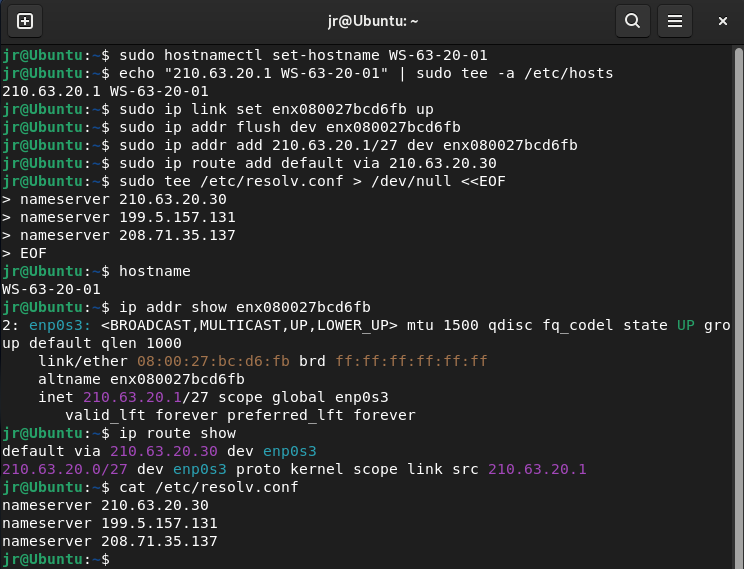 jr@Ubuntu: ~
jr@Ubuntu:~$ sudo hostnamectl set-hostname WS-63-20-01
jr@Ubuntu:~$ echo "210.63.20.1 WS-63-20-01" | sudo tee -a /etc/hosts
210.63.20.1 WS-63-20-01
jr@Ubuntu:~$ sudo ip link set enx080027bcd6fb up
jr@Ubuntu:~$ sudo ip addr flush dev enx080027bcd6fb
jr@Ubuntu:~$ sudo ip addr add 210.63.20.1/27 dev enx080027bcd6fb
jr@Ubuntu:~$ sudo ip route add default via 210.63.20.30
jr@Ubuntu:~$ sudo tee /etc/resolv.conf > /dev/null <<EOF
> nameserver 210.63.20.30
> nameserver 199.5.157.131
> nameserver 208.71.35.137
> EOF
jr@Ubuntu:~$ hostname
WS-63-20-01
jr@Ubuntu:~$ ip addr show enx080027bcd6fb
2: enp0s3: <BROADCAST,MULTICAST,UP,LOWER_UP> mtu 1500 qdisc fq_codel state UP gro
up default qlen 1000
    link/ether 08:00:27:bc:d6:fb brd ff:ff:ff:ff:ff:ff
    altname enx080027bcd6fb
    inet 210.63.20.1/27 scope global enp0s3
       valid_lft forever preferred_lft forever
jr@Ubuntu:~$ ip route show
default via 210.63.20.30 dev enp0s3
210.63.20.0/27 dev enp0s3 proto kernel scope link src 210.63.20.1
jr@Ubuntu:~$ cat /etc/resolv.conf
nameserver 210.63.20.30
nameserver 199.5.157.131
nameserver 208.71.35.137
jr@Ubuntu:~$